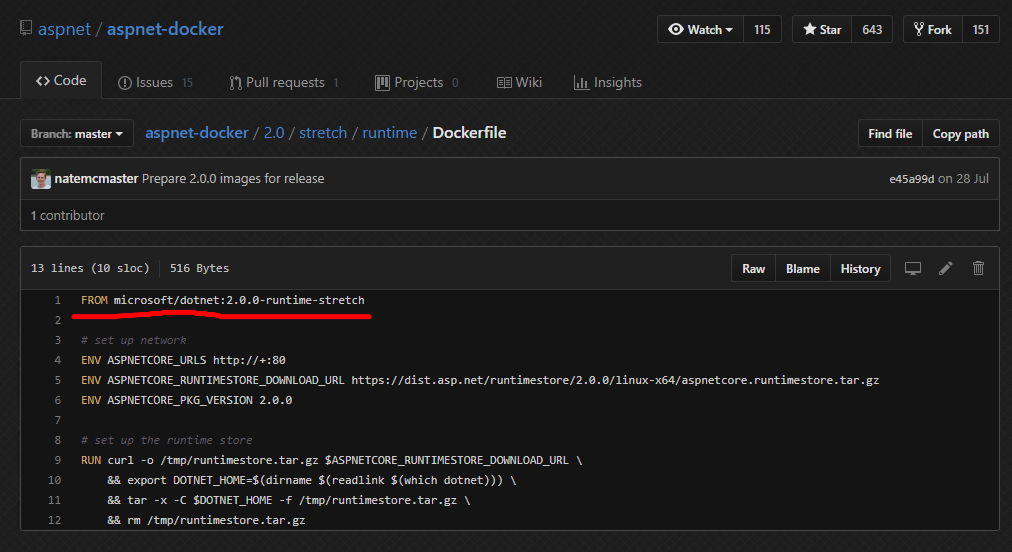 aspnet / aspnet-docker
Watch 115 Star 643 Fork 151
Code Issues 15 Pull requests 1 Projects 0 Wiki Insights
Branch: master aspnet-docker / 2.0 / stretch / runtime / Dockerfile Find file Copy path
natemcmaster Prepare 2.0.0 images for release e45a99d on 28 Jul
1 contributor
13 lines (10 sloc) 516 Bytes Raw Blame History
1 FROM microsoft/dotnet:2.0.0-runtime-stretch
2
3 # set up network
4 ENV ASPNETCORE_URLS http://+:80
5 ENV ASPNETCORE_RUNTIMESTORE_DOWNLOAD_URL https://dist.asp.net/runtimestore/2.0.0/linux-x64/aspnetcore.runtimestore.tar.gz
6 ENV ASPNETCORE_PKG_VERSION 2.0.0
7
8 # set up the runtime store
9 RUN curl -o /tmp/runtimestore.tar.gz $ASPNETCORE_RUNTIMESTORE_DOWNLOAD_URL \
10 && export DOTNET_HOME=$(dirname $(readlink $(which dotnet))) \
11 && tar -x -C $DOTNET_HOME -f /tmp/runtimestore.tar.gz \
12 && rm /tmp/runtimestore.tar.gz